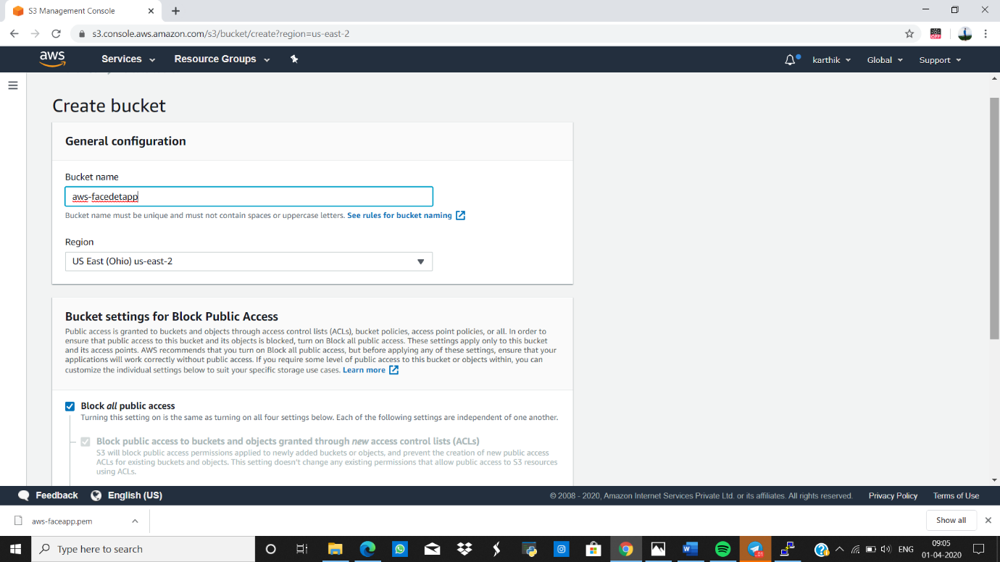 S3 Management Console
s3.console.aws.amazon.com/s3/bucket/create?region=us-east-2
OFF
aws
Services
Resource Groups
karthik
Global
Support
Create bucket
General configuration
Bucket name
aws-facedetapp
Bucket name must be unique and must not contain spaces or uppercase letters. See rules for bucket naming
Region
US East (Ohio) us-east-2
Bucket settings for Block Public Access
Public access is granted to buckets and objects through access control lists (ACLs), bucket policies, access point policies, or all. In order to
ensure that public access to this bucket and its objects is blocked, turn on Block all public access. These settings apply only to this bucket
and its access points. AWS recommends that you turn on Block all public access, but before applying any of these settings, ensure that your
applications will work correctly without public access. If you require some level of public access to this bucket or objects within, you can
customize the individual settings below to suit your specific storage use cases. Learn more
Block all public access
Turning this setting on is the same as turning on all four settings below. Each of the following settings are independent of one another.
Block public access to buckets and objects granted through new access control lists (ACLs)
S3 will block public access permissions applied to newly added buckets or objects, and prevent the creation of new public access
ACLs for existing buckets and objects. This setting doesn't change any existing permissions that allow public access to S3 resources
using ACLs.
Feedback
English (US)
© 2008 - 2020, Amazon Internet Services Private Ltd. or its affiliates. All rights reserved.
Privacy Policy
Terms of Use
aws-faceapp.pem
Show all
Type here to search
ENG
09:05
01-04-2020